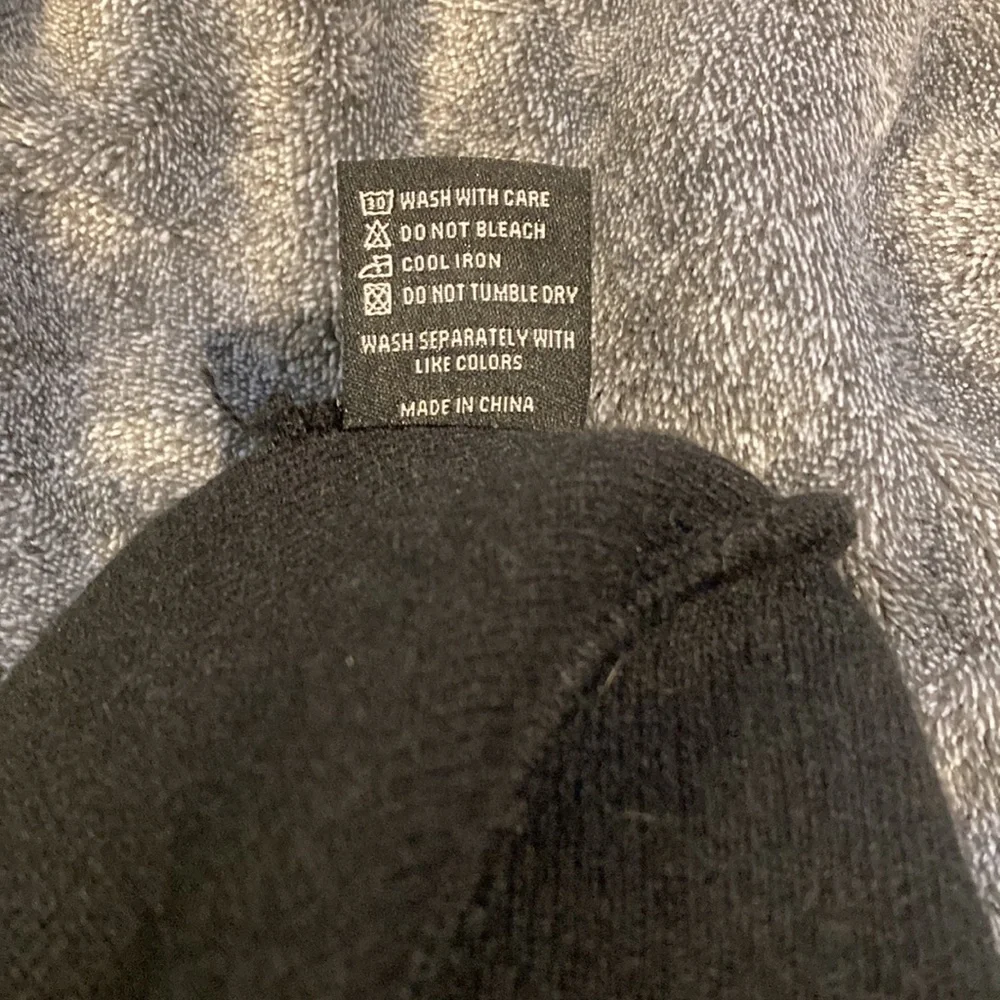 30 WASH WITH CARE
DO NOT BLEACH
COOL IRON
DO NOT TUMBLE DRY
WASH SEPARATELY WITH
LIKE COLORS
MADE IN CHINA